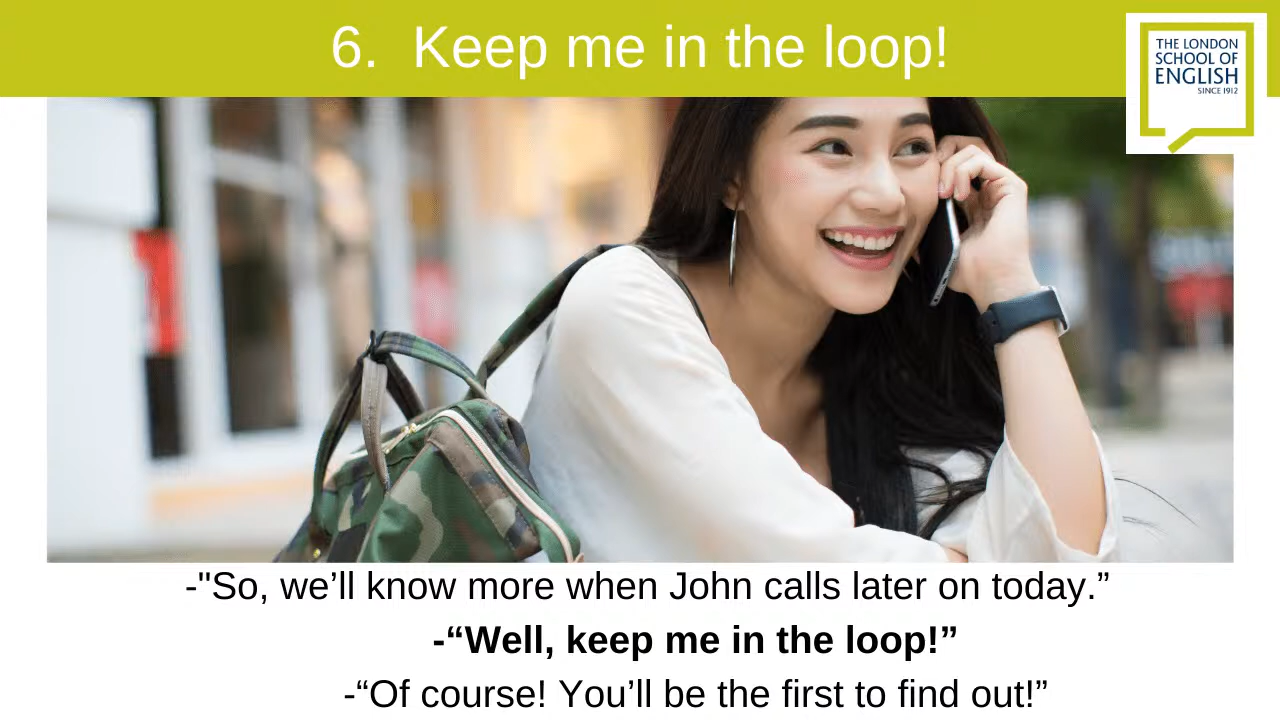 6. Keep me in the loop!
THE LONDON
SCHOOL OF
ENGLISH
SINCE 1912
-"So, we’ll know more when John calls later on today.”
-“Well, keep me in the loop!”
-“Of course! You’ll be the first to find out!”